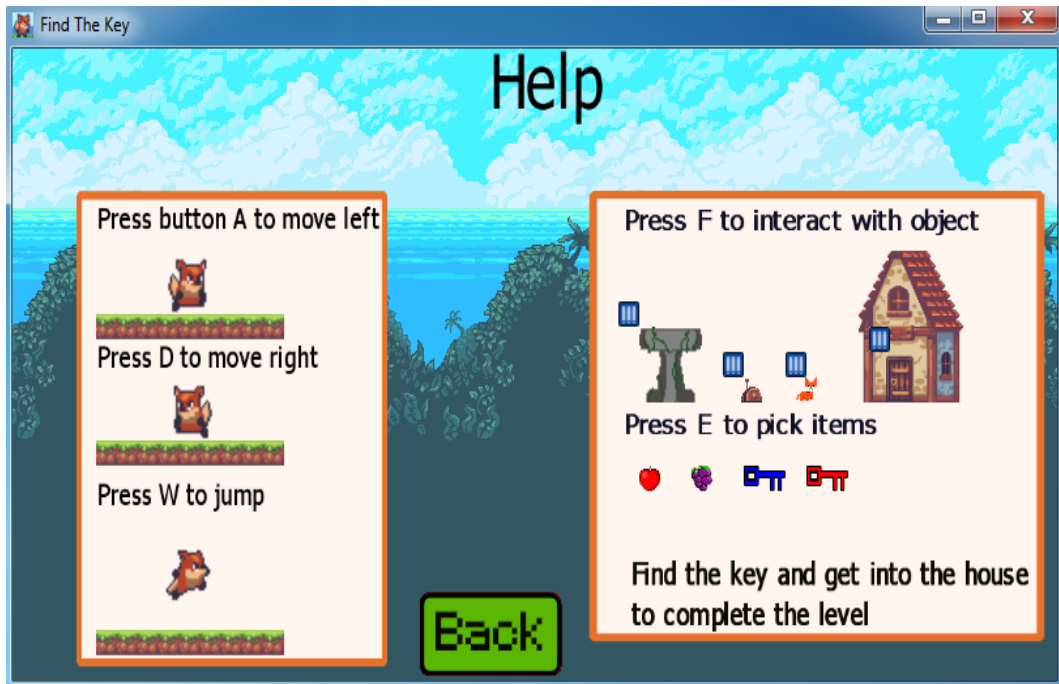 Find The Key
Help
Press button A to move left
Press D to move right
Press W to jump
Press F to interact with object
Press E to pick items
Find the key and get into the house
to complete the level
Back